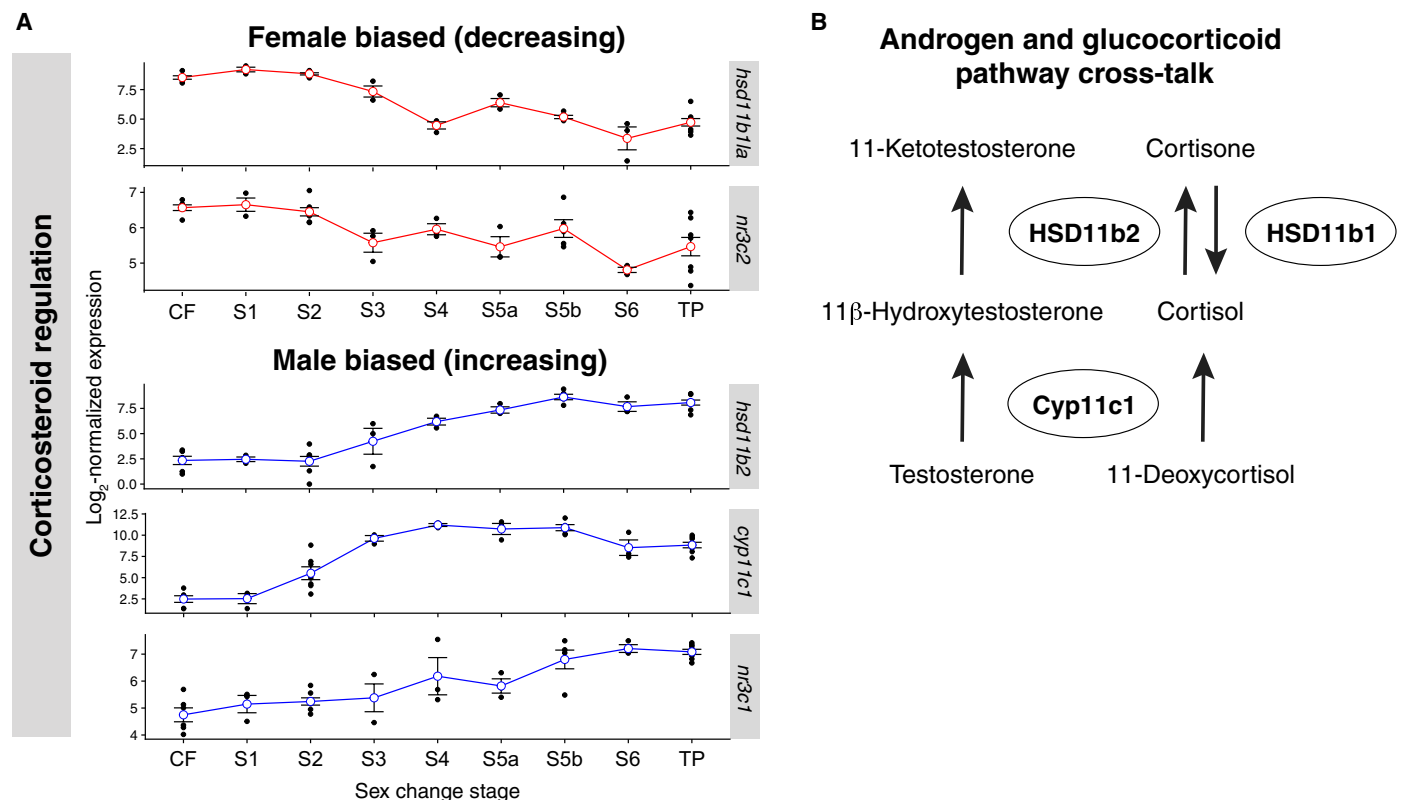 A
Female biased (decreasing)
Corticosteroid regulation
Log2-normalized expression
7.5
5.0
2.5
hsd11b1la
7
6
5
nr3c2
CF S1 S2 S3 S4 S5a S5b S6 TP
Male biased (increasing)
7.5
5.0
2.5
0.0
hsd11b2
12.5
10.0
7.5
5.0
2.5
cyp11c1
7
6
5
4
nr3c1
CF S1 S2 S3 S4 S5a S5b S6 TP
Sex change stage
B
Androgen and glucocorticoid
pathway cross-talk
11-Ketotestosterone Cortisone
HSD11b2 HSD11b1
11β-Hydroxytestosterone Cortisol
Cyp11c1
Testosterone 11-Deoxycortisol